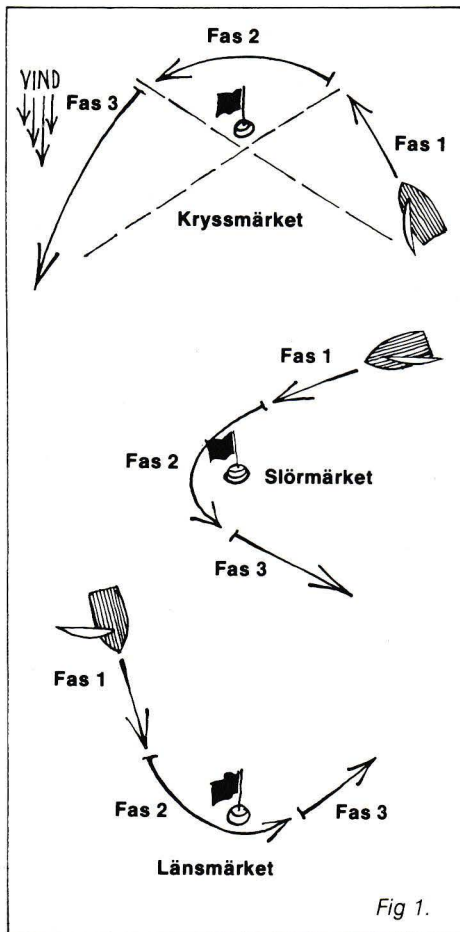 Fas 2
VIND
Fas 3
Fas 1
Kryssmärket
Fas 1
Fas 2
Slörmärket
Fas 3
Fas 1
Fas 2
Fas 3
Länsmärket
Fig 1.